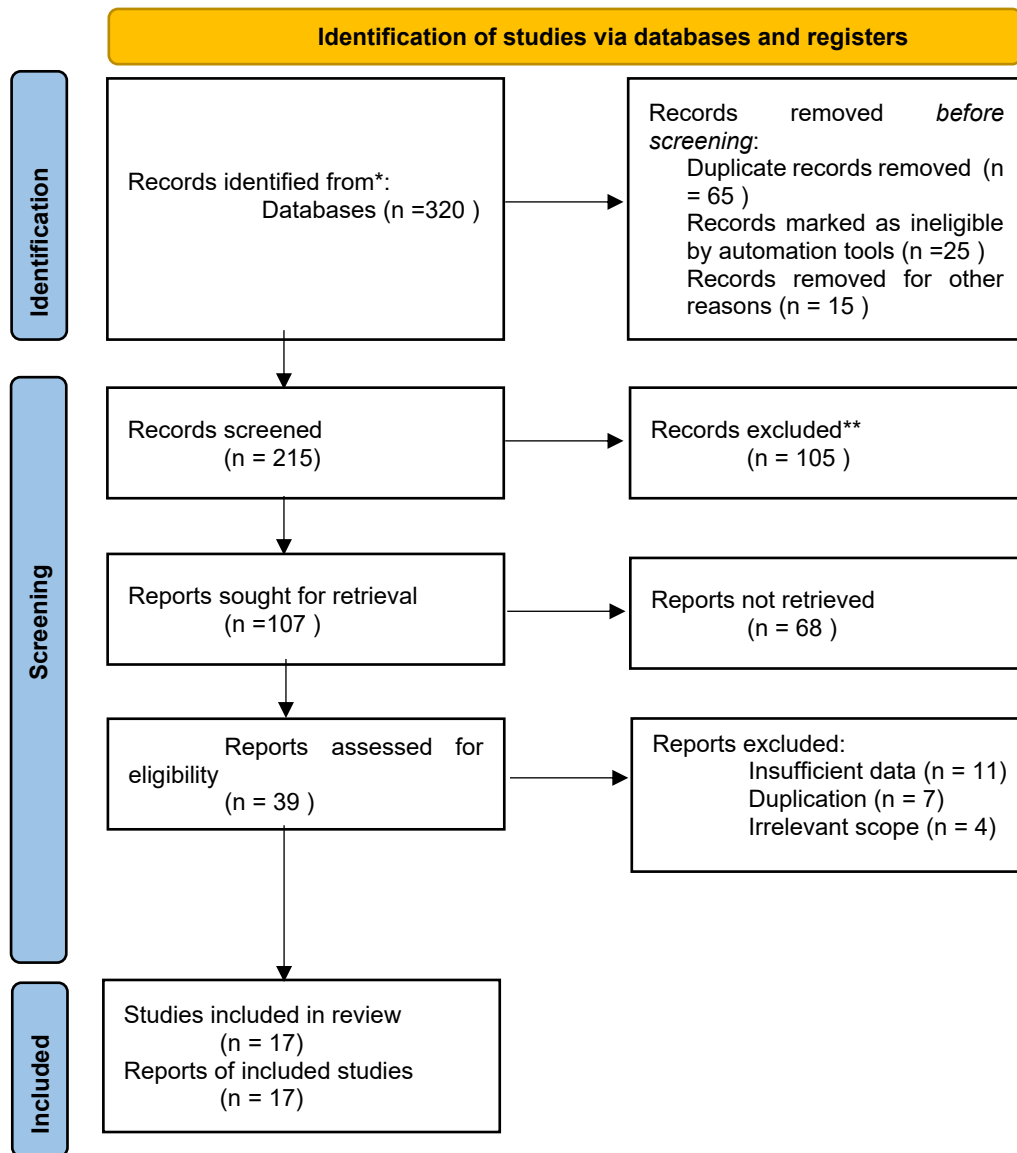 Identification of studies via databases and registers
Identification
Records identified from*:
Databases (n =320 )
Records removed before
screening:
Duplicate records removed (n
= 65 )
Records marked as ineligible
by automation tools (n =25 )
Records removed for other
reasons (n = 15 )
Screening
Records screened
(n = 215)
Records excluded**
(n = 105 )
Reports sought for retrieval
(n =107 )
Reports not retrieved
(n = 68 )
Reports assessed for
eligibility
(n = 39 )
Reports excluded:
Insufficient data (n = 11)
Duplication (n = 7)
Irrelevant scope (n = 4)
Included
Studies included in review
(n = 17)
Reports of included studies
(n = 17)